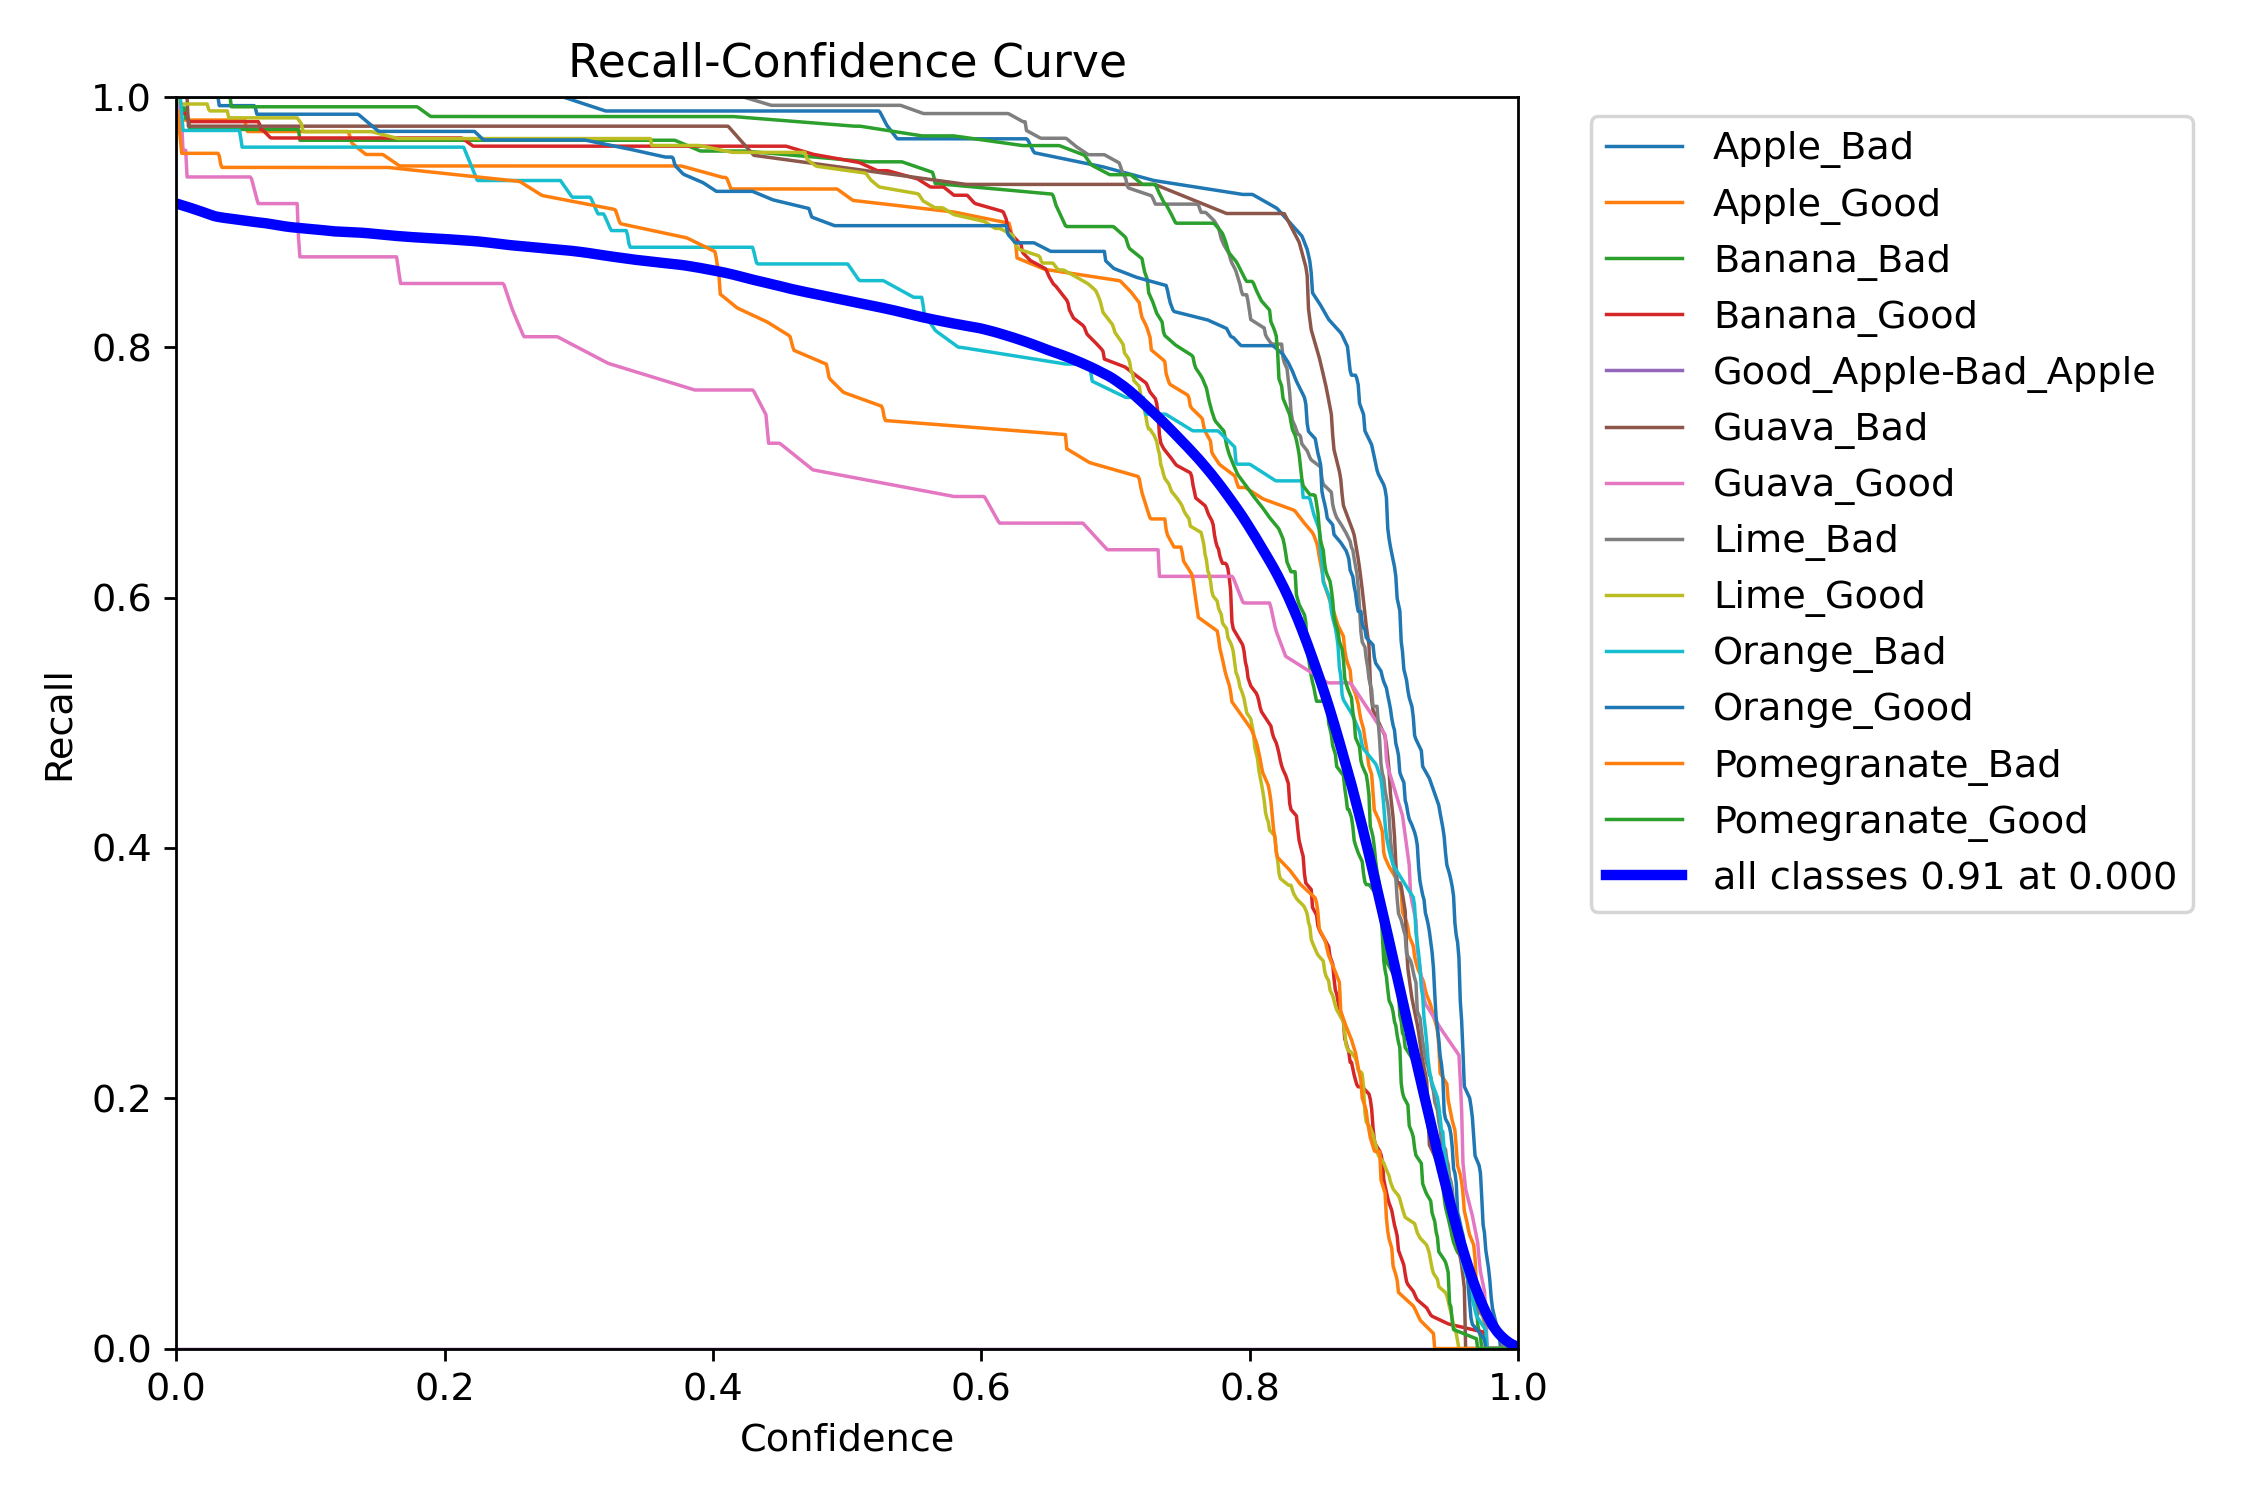 Recall-Confidence Curve
1.0
0.8
0.6
0.4
0.2
0.0
Recall
0.0 0.2 0.4 0.6 0.8 1.0
Confidence
Apple_Bad
Apple_Good
Banana_Bad
Banana_Good
Good_Apple-Bad_Apple
Guava_Bad
Guava_Good
Lime_Bad
Lime_Good
Orange_Bad
Orange_Good
Pomegranate_Bad
Pomegranate_Good
all classes 0.91 at 0.000